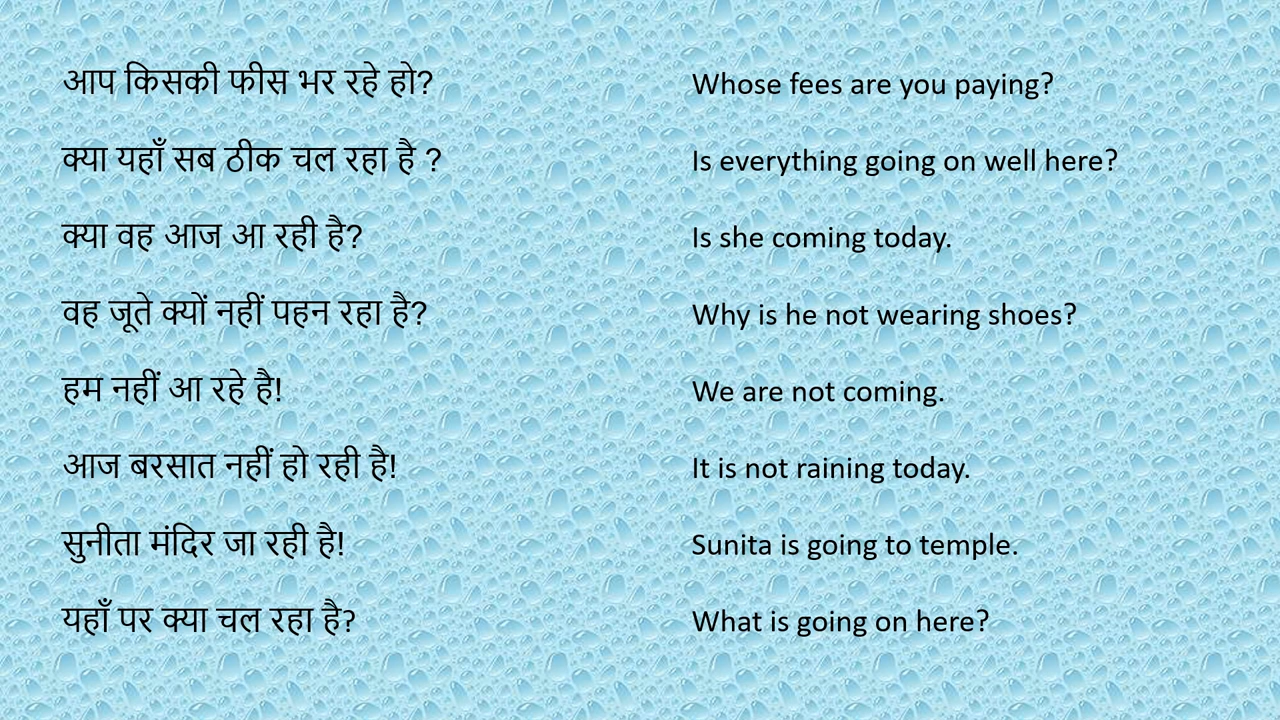 आप किसकी फीस भर रहे हो? Whose fees are you paying?
क्या यहाँ सब ठीक चल रहा है ? Is everything going on well here?
क्या वह आज आ रही है? Is she coming today.
वह जूते क्यों नहीं पहन रहा है? Why is he not wearing shoes?
हम नहीं आ रहे है! We are not coming.
आज बरसात नहीं हो रही है! It is not raining today.
सुनीता मंदिर जा रही है! Sunita is going to temple.
यहाँ पर क्या चल रहा है? What is going on here?